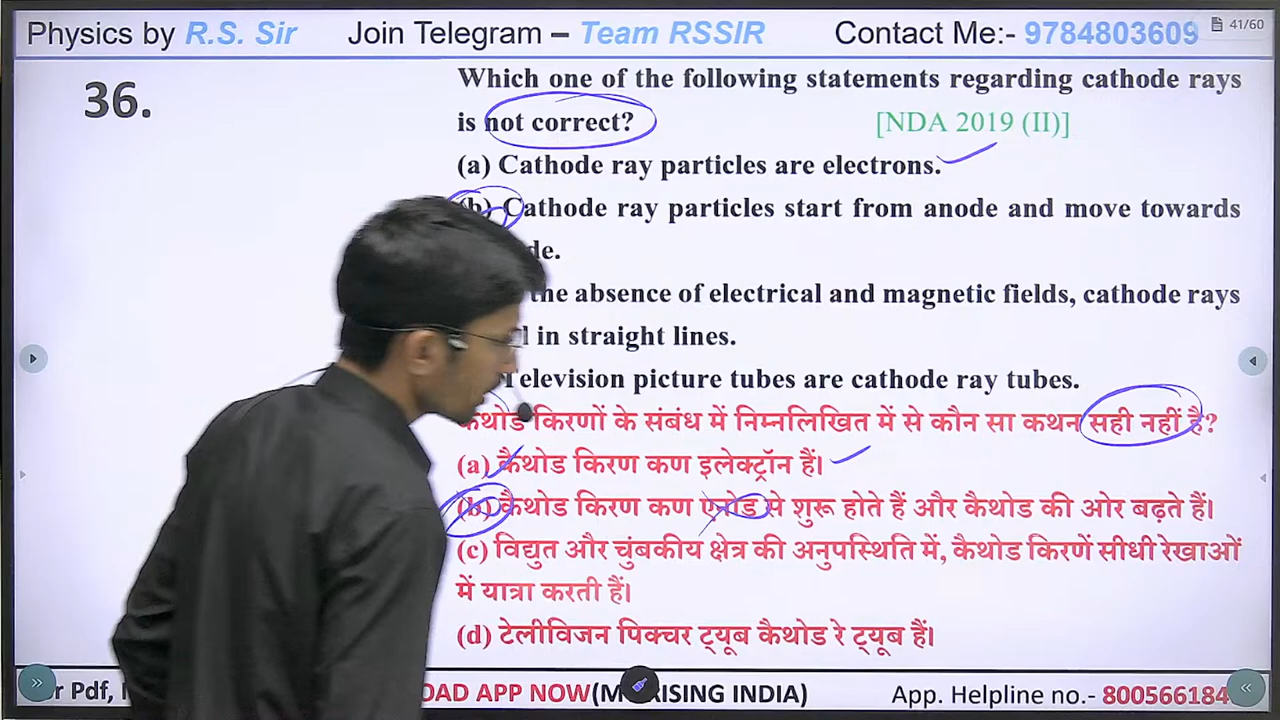 Physics by R.S. Sir Join Telegram – Team RSSIR Contact Me:- 9784803609 41/60
36.
Which one of the following statements regarding cathode rays
is not correct? [NDA 2019 (II)]
(a) Cathode ray particles are electrons.
(b) Cathode ray particles start from anode and move towards
de.
the absence of electrical and magnetic fields, cathode rays
l in straight lines.
Television picture tubes are cathode ray tubes.
कैथोड किरणों के संबंध में निम्नलिखित में से कौन सा कथन सही नहीं है?
(a) कैथोड किरण कण इलेक्ट्रॉन हैं।
(b) कैथोड किरण कण एनोड से शुरू होते हैं और कैथोड की ओर बढ़ते हैं।
(c) विद्युत और चुंबकीय क्षेत्र की अनुपस्थिति में, कैथोड किरणें सीधी रेखाओं
में यात्रा करती हैं।
(d) टेलीविजन पिक्चर ट्यूब कैथोड रे ट्यूब हैं।
r Pdf, OAD APP NOW(M RISING INDIA) App. Helpline no.- 800566184